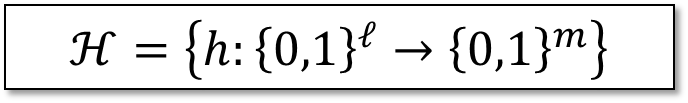 ℋ = {h: {0,1}^ℓ → {0,1}^m}